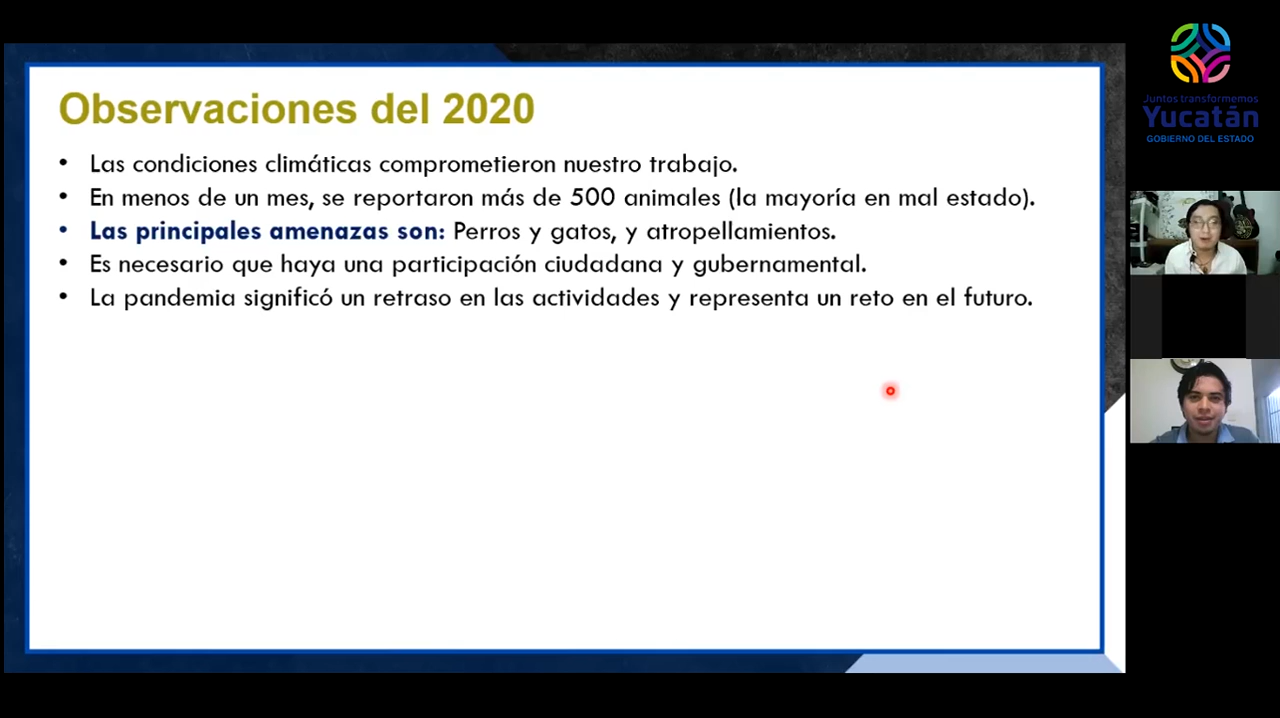 Observaciones del 2020
• Las condiciones climáticas comprometieron nuestro trabajo.
• En menos de un mes, se reportaron más de 500 animales (la mayoría en mal estado).
• Las principales amenazas son: Perros y gatos, y atropellamientos.
• Es necesario que haya una participación ciudadana y gubernamental.
• La pandemia significó un retraso en las actividades y representa un reto en el futuro.
Juntos transformemos
Yucatán
GOBIERNO DEL ESTADO